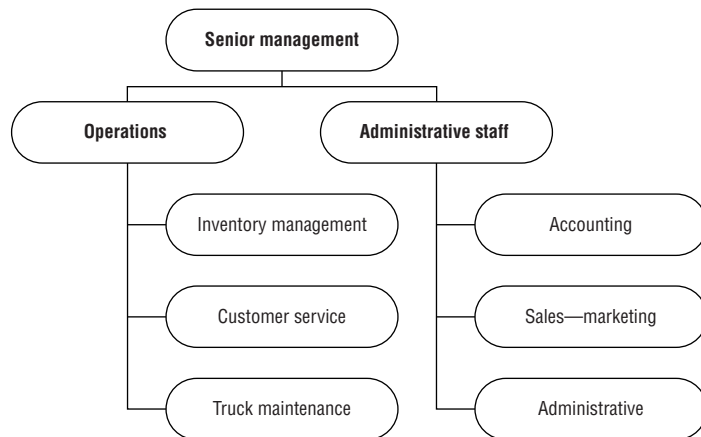 Senior management
Operations
Administrative staff
Inventory management
Accounting
Customer service
Sales—marketing
Truck maintenance
Administrative